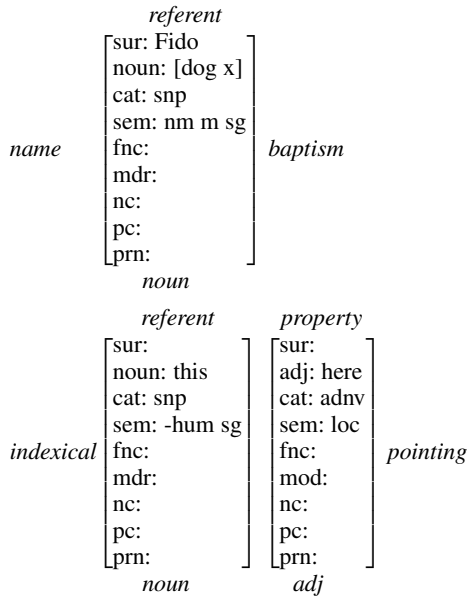 referent
sur: Fido
noun: [dog x]
cat: snp
sem: nm m sg
name fnc: baptism
mdr:
nc:
pc:
prn:
noun
referent property
sur: sur:
noun: this adj: here
cat: snp cat: adnv
sem: -hum sg sem: loc
indexical fnc: fnc: pointing
mdr: mod:
nc: nc:
pc: pc:
prn: prn:
noun adj